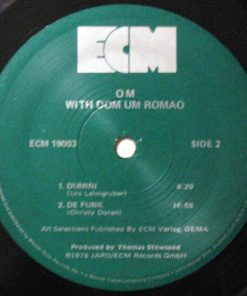 ECM
OM
WITH DOM UM ROMAO
ECM 19003 SIDE 2
1. DUMINI 6:20
(Urs Leimgruber)
2. DE FUNK 16:58
(Christy Doran)
All Selections Published By ECM Verlag, GEMA
Produced by Thomas Stöwsand
℗1978 JAPO/ECM Records GmbH